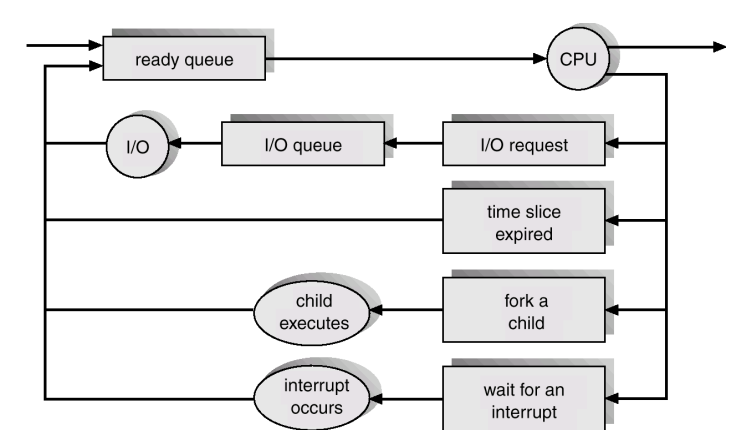 ready queue
CPU
I/O
I/O queue
I/O request
time slice
expired
child
executes
fork a
child
interrupt
occurs
wait for an
interrupt